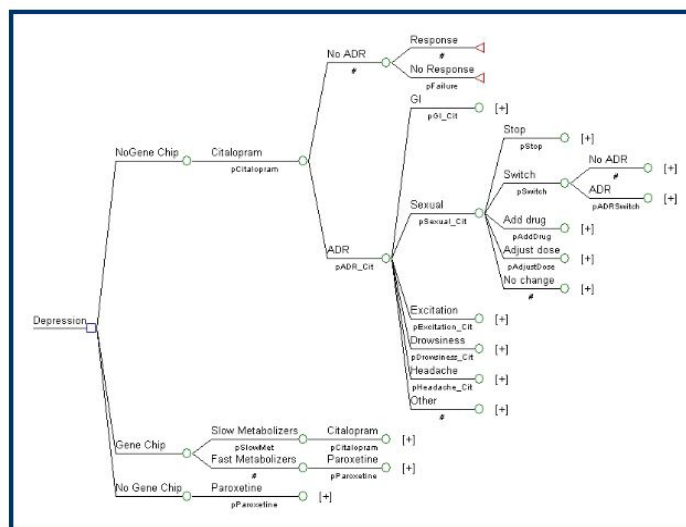 Depression
NoGene Chip
Citalopram
pCitalopram
No ADR
#
Response
#
No Response
pFailure
ADR
pADR_Cit
GI
pGI_Cit
[+]
Sexual
pSexual_Cit
Stop
pStop
[+]
Switch
pSwitch
No ADR
#
[+]
ADR
pADRSwitch
[+]
Add drug
pAddDrug
[+]
Adjust dose
pAdjustDose
[+]
No change
#
[+]
Excitation
pExcitation_Cit
[+]
Drowsiness
pDrowsiness_Cit
[+]
Headache
pHeadache_Cit
[+]
Other
#
[+]
Gene Chip
Slow Metabolizers
pSlowMet
Citalopram
pCitalopram
[+]
Fast Metabolizers
#
Paroxetine
pParoxetine
[+]
No Gene Chip
Paroxetine
pParoxetine
[+]